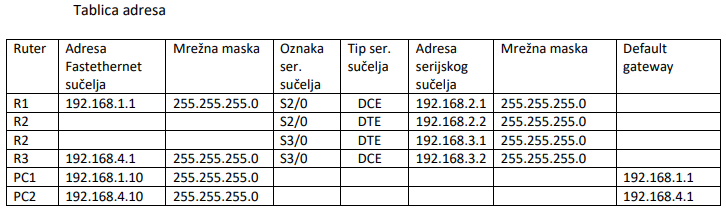 Tablica adresa
Ruter Adresa Fastethernet sučelja Mrežna maska Oznaka ser. sučelja Tip ser. sučelja Adresa serijskog sučelja Mrežna maska Default gateway
R1 192.168.1.1 255.255.255.0 S2/0 DCE 192.168.2.1 255.255.255.0
R2 S2/0 DTE 192.168.2.2 255.255.255.0
R2 S3/0 DTE 192.168.3.1 255.255.255.0
R3 192.168.4.1 255.255.255.0 S3/0 DCE 192.168.3.2 255.255.255.0
PC1 192.168.1.10 255.255.255.0 192.168.1.1
PC2 192.168.4.10 255.255.255.0 192.168.4.1